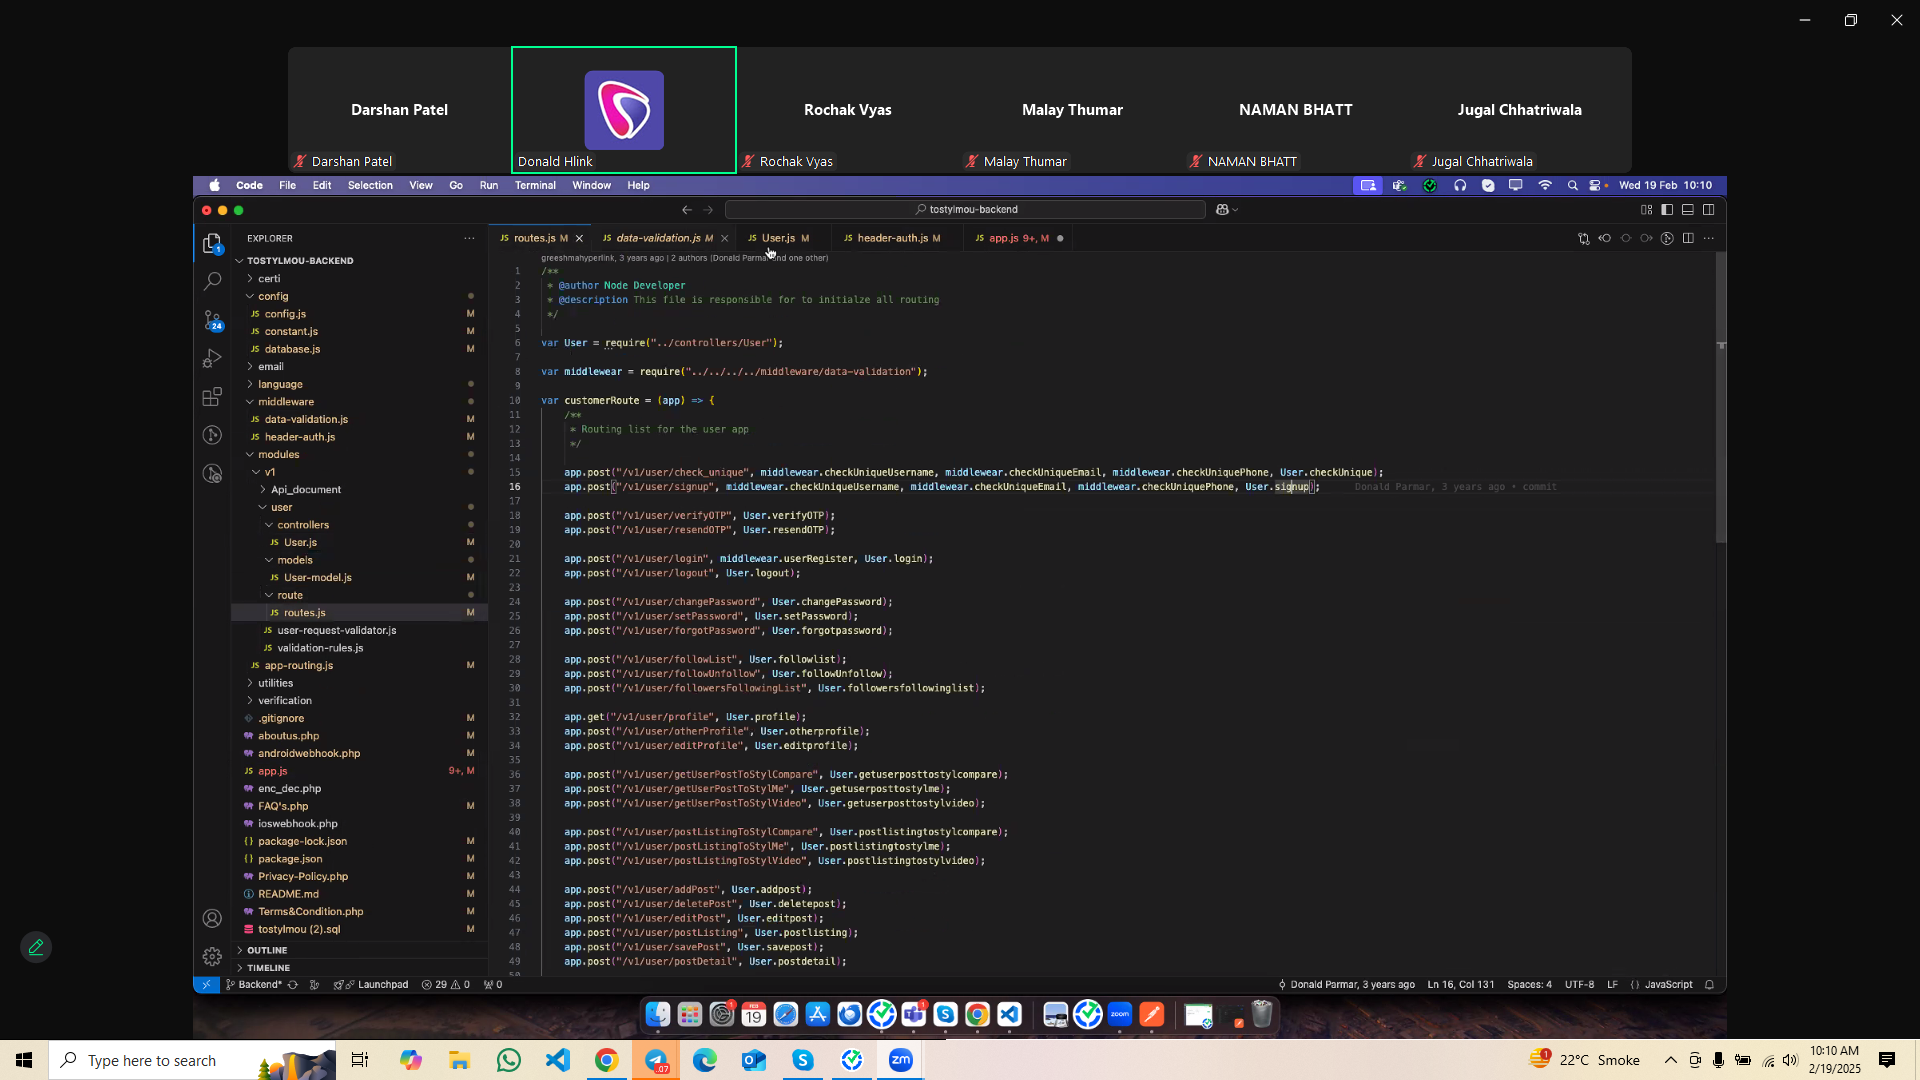 Darshan Patel
Rochak Vyas
Malay Thumar
NAMAN BHATT
Jugal Chhatriwala
Darshan Patel
Donald Hlink
Rochak Vyas
Malay Thumar
NAMAN BHATT
Jugal Chhatriwala
Code File Edit Selection View Go Run Terminal Window Help
Wed 19 Feb 10:10
tostylmou-backend
EXPLORER
routes.js M
data-validation.js M
User.js M
header-auth.js M
app.js 9+, M
TOSTYLMOU-BACKEND
certi
config
config.js M
constant.js M
database.js M
email
language
middleware
data-validation.js M
header-auth.js M
modules
v1
Api_document
user
controllers
User.js M
models
User-model.js M
route
routes.js M
user-request-validator.js
validation-rules.js
app-routing.js M
utilities
verification
.gitignore M
aboutus.php M
androidwebhook.php M
app.js 9+, M
enc_dec.php
FAQ's.php M
ioswebhook.php
package-lock.json M
package.json M
Privacy-Policy.php M
README.md M
Terms&Condition.php M
tostylmou (2).sql M
OUTLINE
TIMELINE
greeshmahyperlink, 3 years ago | 2 authors (Donald Parmar and one other)
1 /**
2 * @author Node Developer
3 * @description This file is responsible for to initialze all routing
4 */
5
6 var User = require("../controllers/User");
7
8 var middlewear = require("../../../../middleware/data-validation");
9
10 var customerRoute = (app) => {
11 /**
12 * Routing list for the user app
13 */
14
15 app.post("/v1/user/check_unique", middlewear.checkUniqueUsername, middlewear.checkUniqueEmail, middlewear.checkUniquePhone, User.checkUnique);
16 app.post("/v1/user/signup", middlewear.checkUniqueUsername, middlewear.checkUniqueEmail, middlewear.checkUniquePhone, User.signup); Donald Parmar, 3 years ago • commit
17
18 app.post("/v1/user/verifyOTP", User.verifyOTP);
19 app.post("/v1/user/resendOTP", User.resendOTP);
20
21 app.post("/v1/user/login", middlewear.userRegister, User.login);
22 app.post("/v1/user/logout", User.logout);
23
24 app.post("/v1/user/changePassword", User.changePassword);
25 app.post("/v1/user/setPassword", User.setPassword);
26 app.post("/v1/user/forgotPassword", User.forgotpassword);
27
28 app.post("/v1/user/followList", User.followlist);
29 app.post("/v1/user/followUnfollow", User.followUnfollow);
30 app.post("/v1/user/followersFollowingList", User.followersfollowinglist);
31
32 app.get("/v1/user/profile", User.profile);
33 app.post("/v1/user/otherProfile", User.otherprofile);
34 app.post("/v1/user/editProfile", User.editprofile);
35
36 app.post("/v1/user/getUserPostToStylCompare", User.getuserposttostylcompare);
37 app.post("/v1/user/getUserPostToStylMe", User.getuserposttostylme);
38 app.post("/v1/user/getUserPostToStylVideo", User.getuserposttostylvideo);
39
40 app.post("/v1/user/postListingToStylCompare", User.postlistingtostylcompare);
41 app.post("/v1/user/postListingToStylMe", User.postlistingtostylme);
42 app.post("/v1/user/postListingToStylVideo", User.postlistingtostylvideo);
43
44 app.post("/v1/user/addPost", User.addpost);
45 app.post("/v1/user/deletePost", User.deletepost);
46 app.post("/v1/user/editPost", User.editpost);
47 app.post("/v1/user/postListing", User.postlisting);
48 app.post("/v1/user/savePost", User.savepost);
49 app.post("/v1/user/postDetail", User.postdetail);
Backend* Launchpad 29 0 0
Donald Parmar, 3 years ago Ln 16, Col 131 Spaces: 4 UTF-8 LF {} JavaScript
Type here to search
22°C Smoke
10:10 AM
2/19/2025